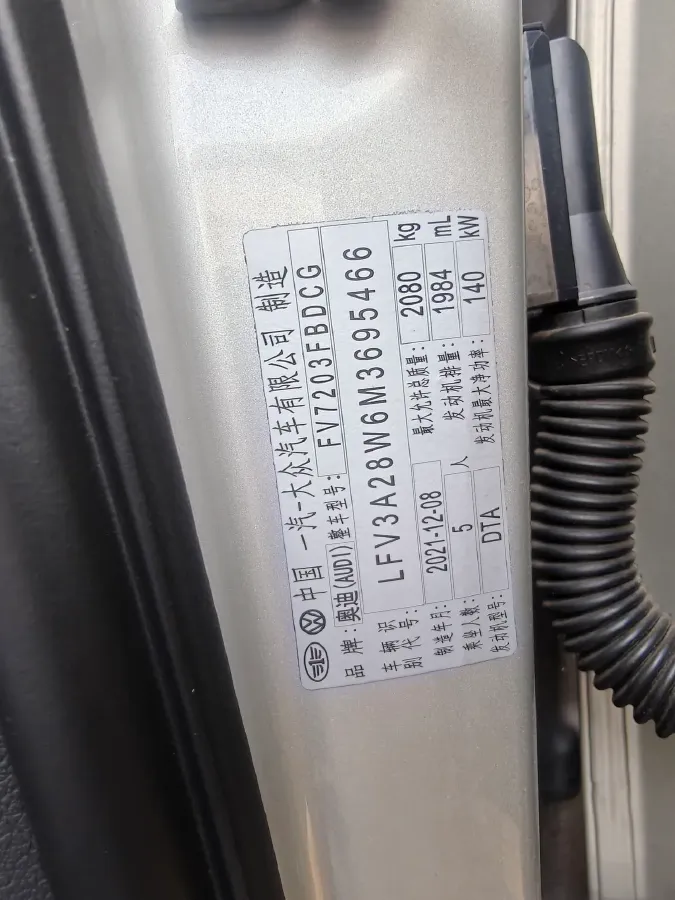 中国 一汽-大众汽车有限公司 制造
品牌：奥迪(AUDI) 整车型号：FV7203FBDCG
车辆识别代号：LFV3A28W6M3695466
制造年月：2021-12-08 最大允许总质量：2080 kg
乘坐人数：5 人 发动机排量：1984 mL
发动机型号：DTA 发动机最大净功率：140 kW